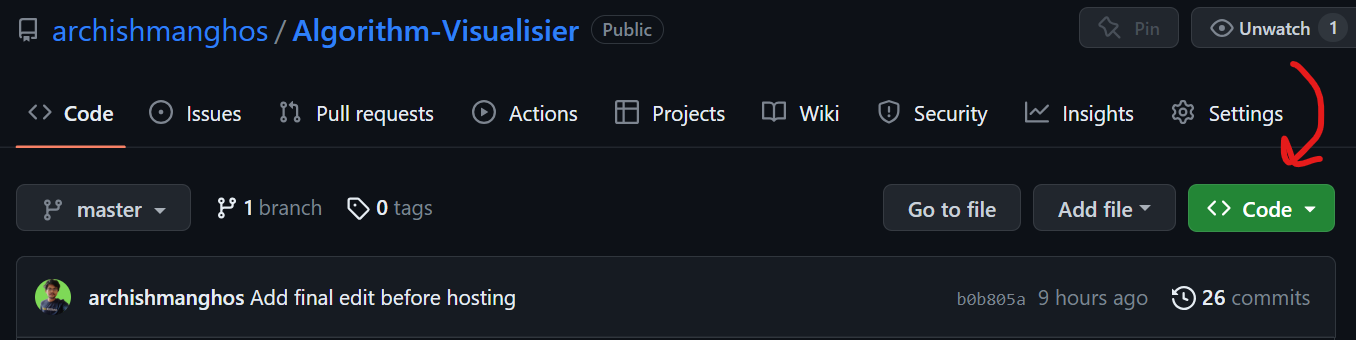 archishmanghos / Algorithm-Visualisier Public Pin Unwatch 1
Code Issues Pull requests Actions Projects Wiki Security Insights Settings
master 1 branch 0 tags Go to file Add file Code
archishmanghos Add final edit before hosting b0b805a 9 hours ago 26 commits